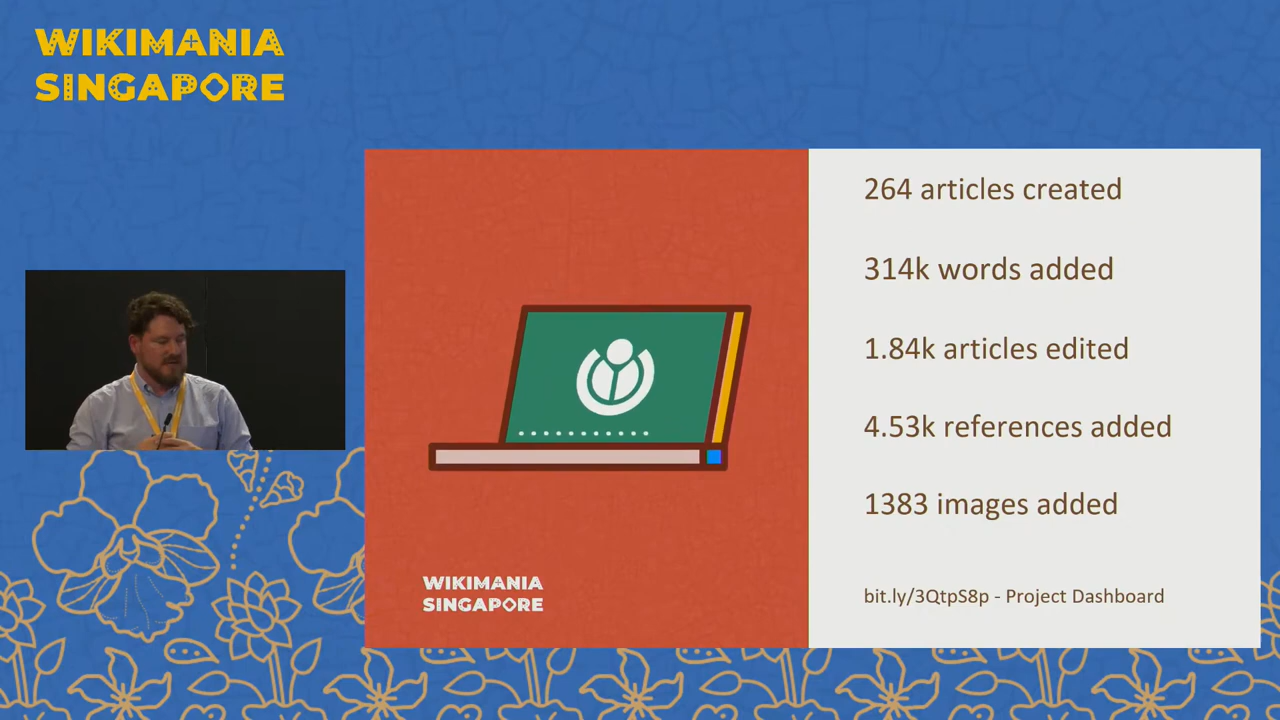 WIKIMANIA
SINGAPORE
264 articles created
314k words added
1.84k articles edited
4.53k references added
1383 images added
WIKIMANIA
SINGAPORE
bit.ly/3QtpS8p - Project Dashboard